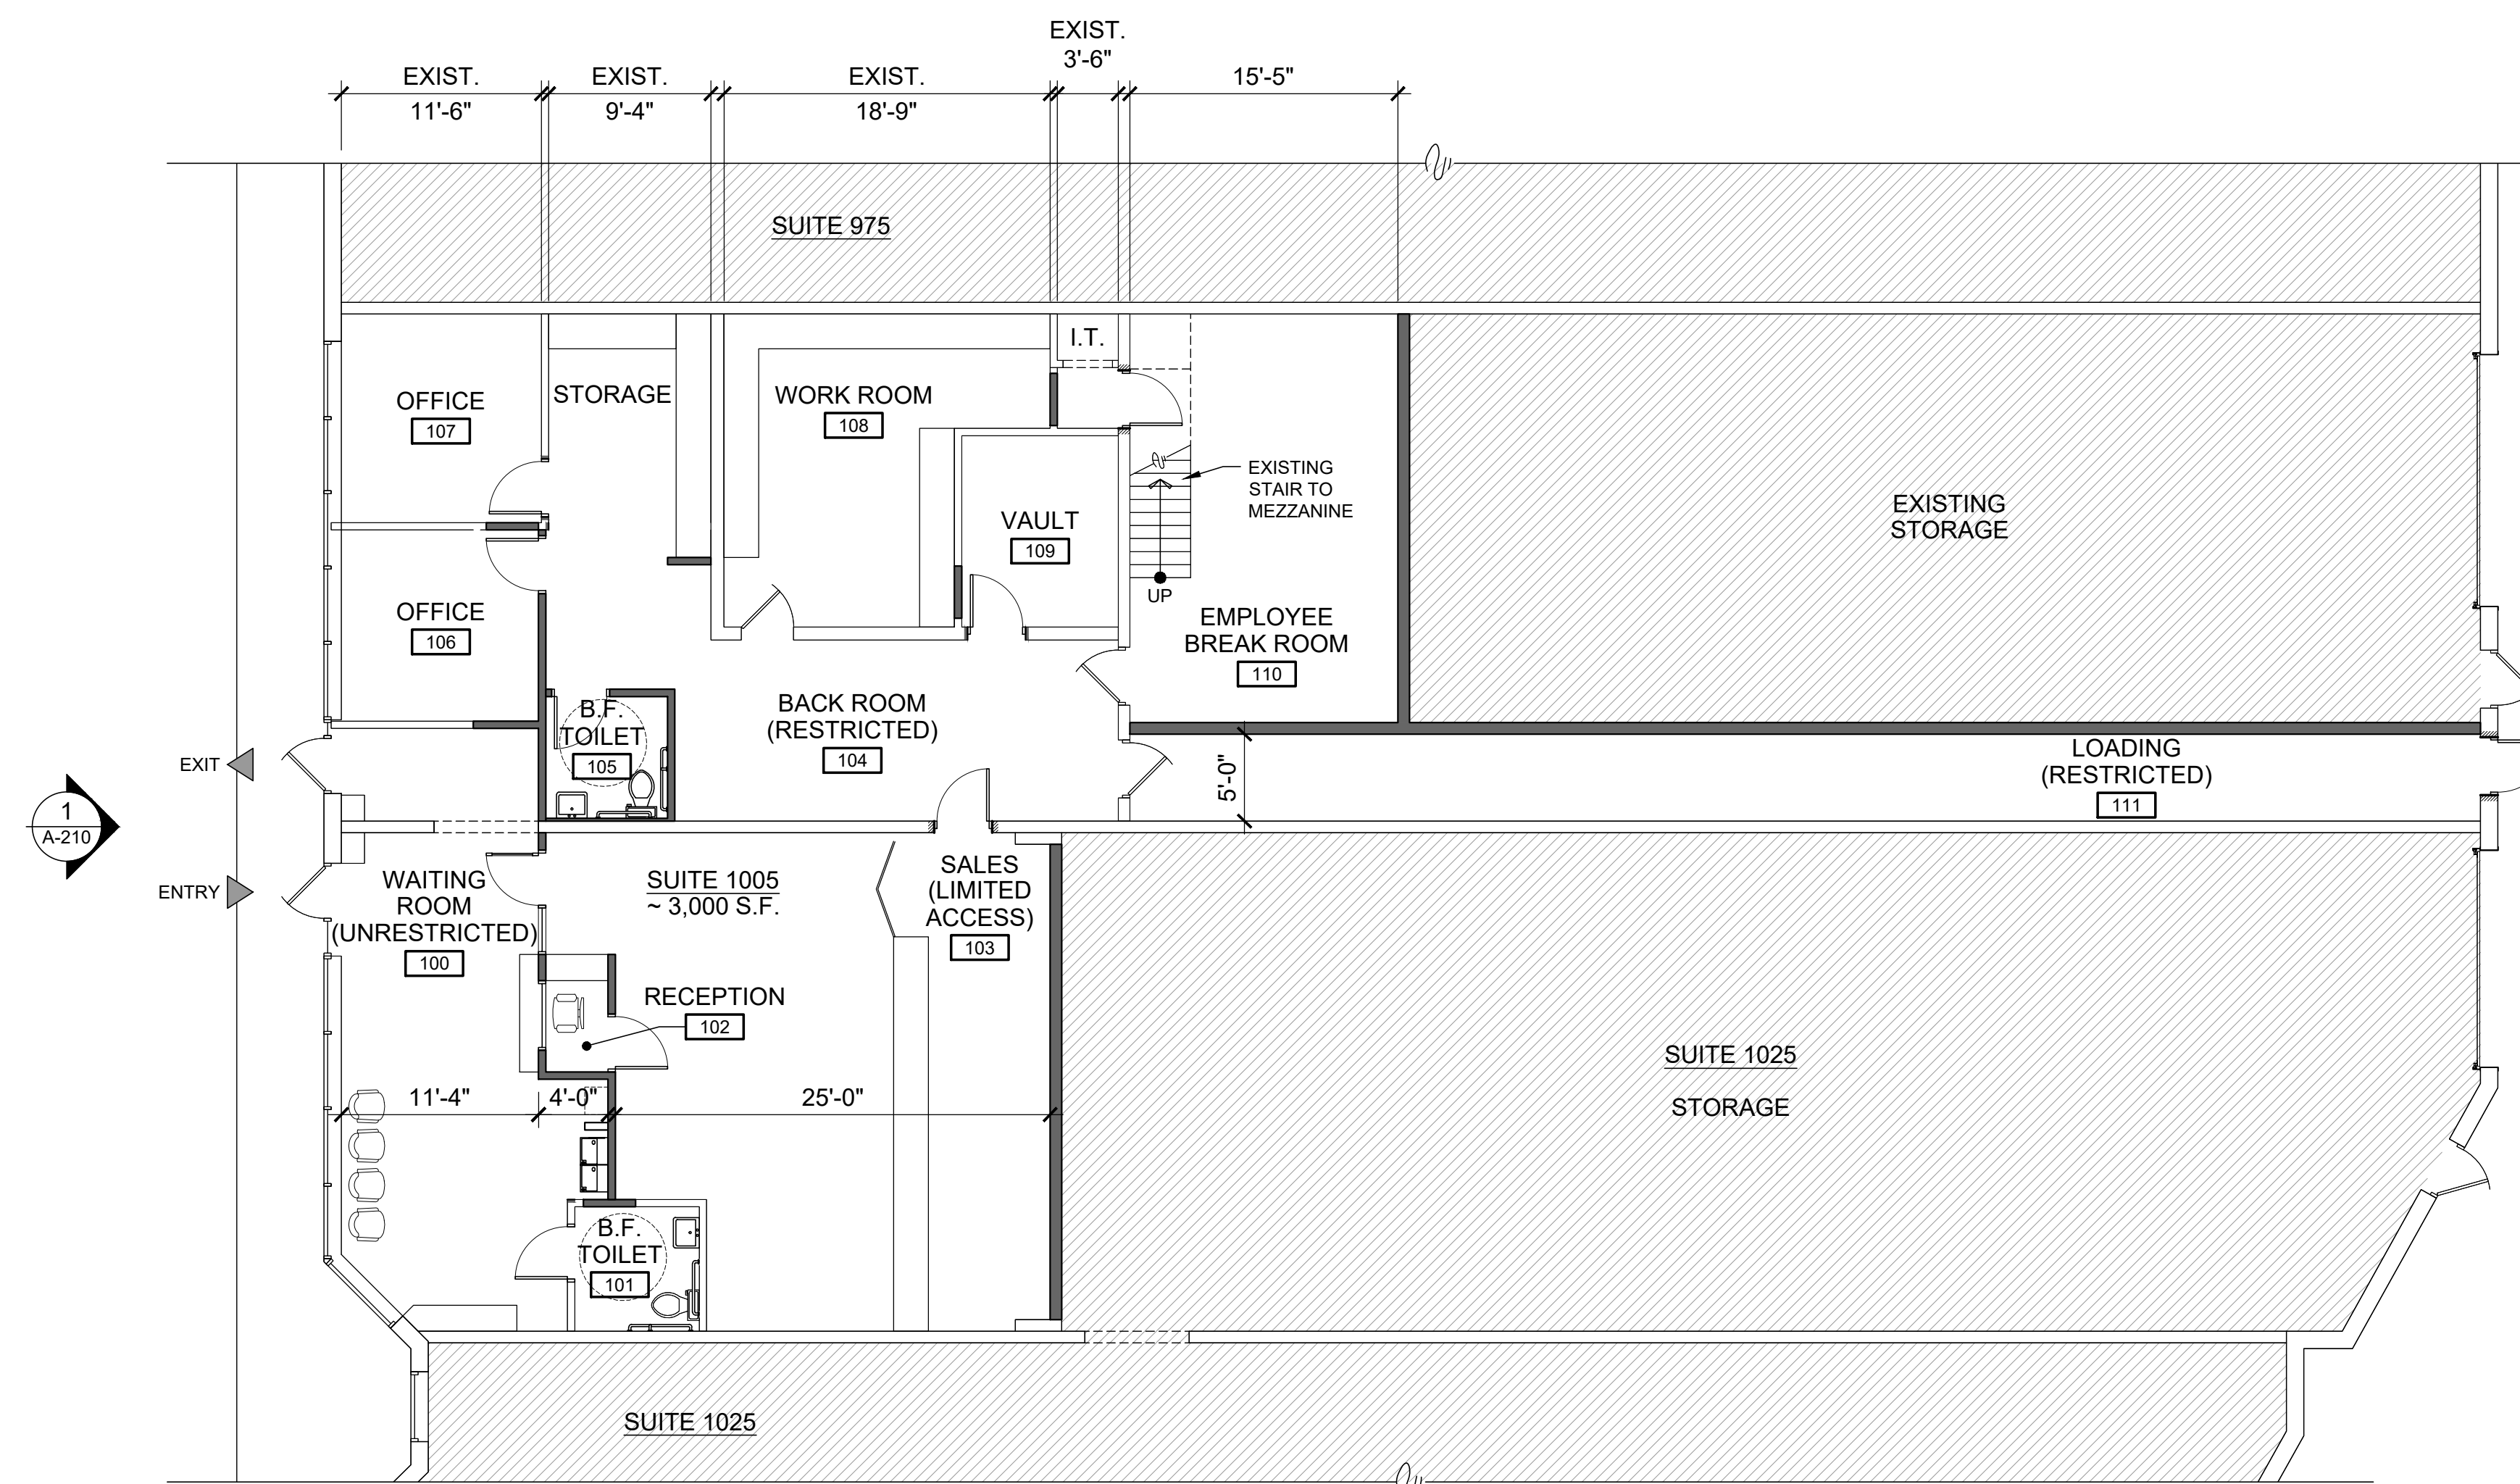 EXIST.
3'-6"
EXIST.
11'-6"
EXIST.
9'-4"
EXIST.
18'-9"
15'-5"
SUITE 975
I.T.
OFFICE
107
STORAGE
WORK ROOM
108
EXISTING
STAIR TO
MEZZANINE
VAULT
109
UP
EXISTING
STORAGE
OFFICE
106
EMPLOYEE
BREAK ROOM
110
B.F.
TOILET
105
BACK ROOM
(RESTRICTED)
104
5'-0"
LOADING
(RESTRICTED)
111
EXIT
1
A-210
ENTRY
WAITING
ROOM
(UNRESTRICTED)
100
SUITE 1005
~ 3,000 S.F.
SALES
(LIMITED
ACCESS)
103
RECEPTION
102
SUITE 1025
STORAGE
11'-4"
4'-0"
25'-0"
B.F.
TOILET
101
SUITE 1025